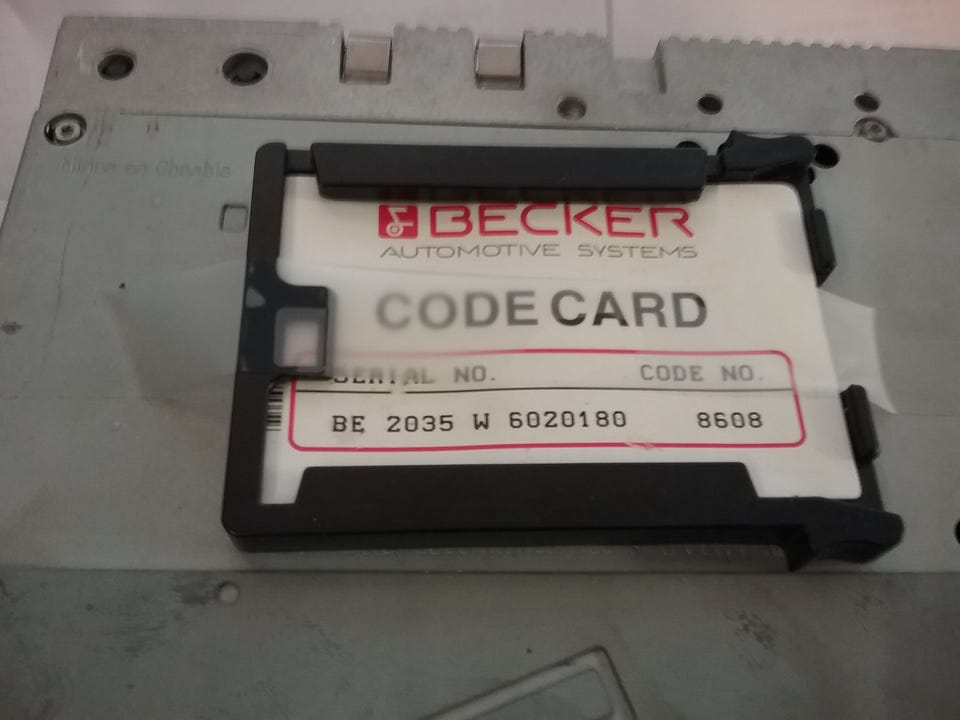 BECKER
AUTOMOTIVE SYSTEMS
CODE CARD
SERIAL NO. CODE NO.
BE 2035 W 6020180 8608